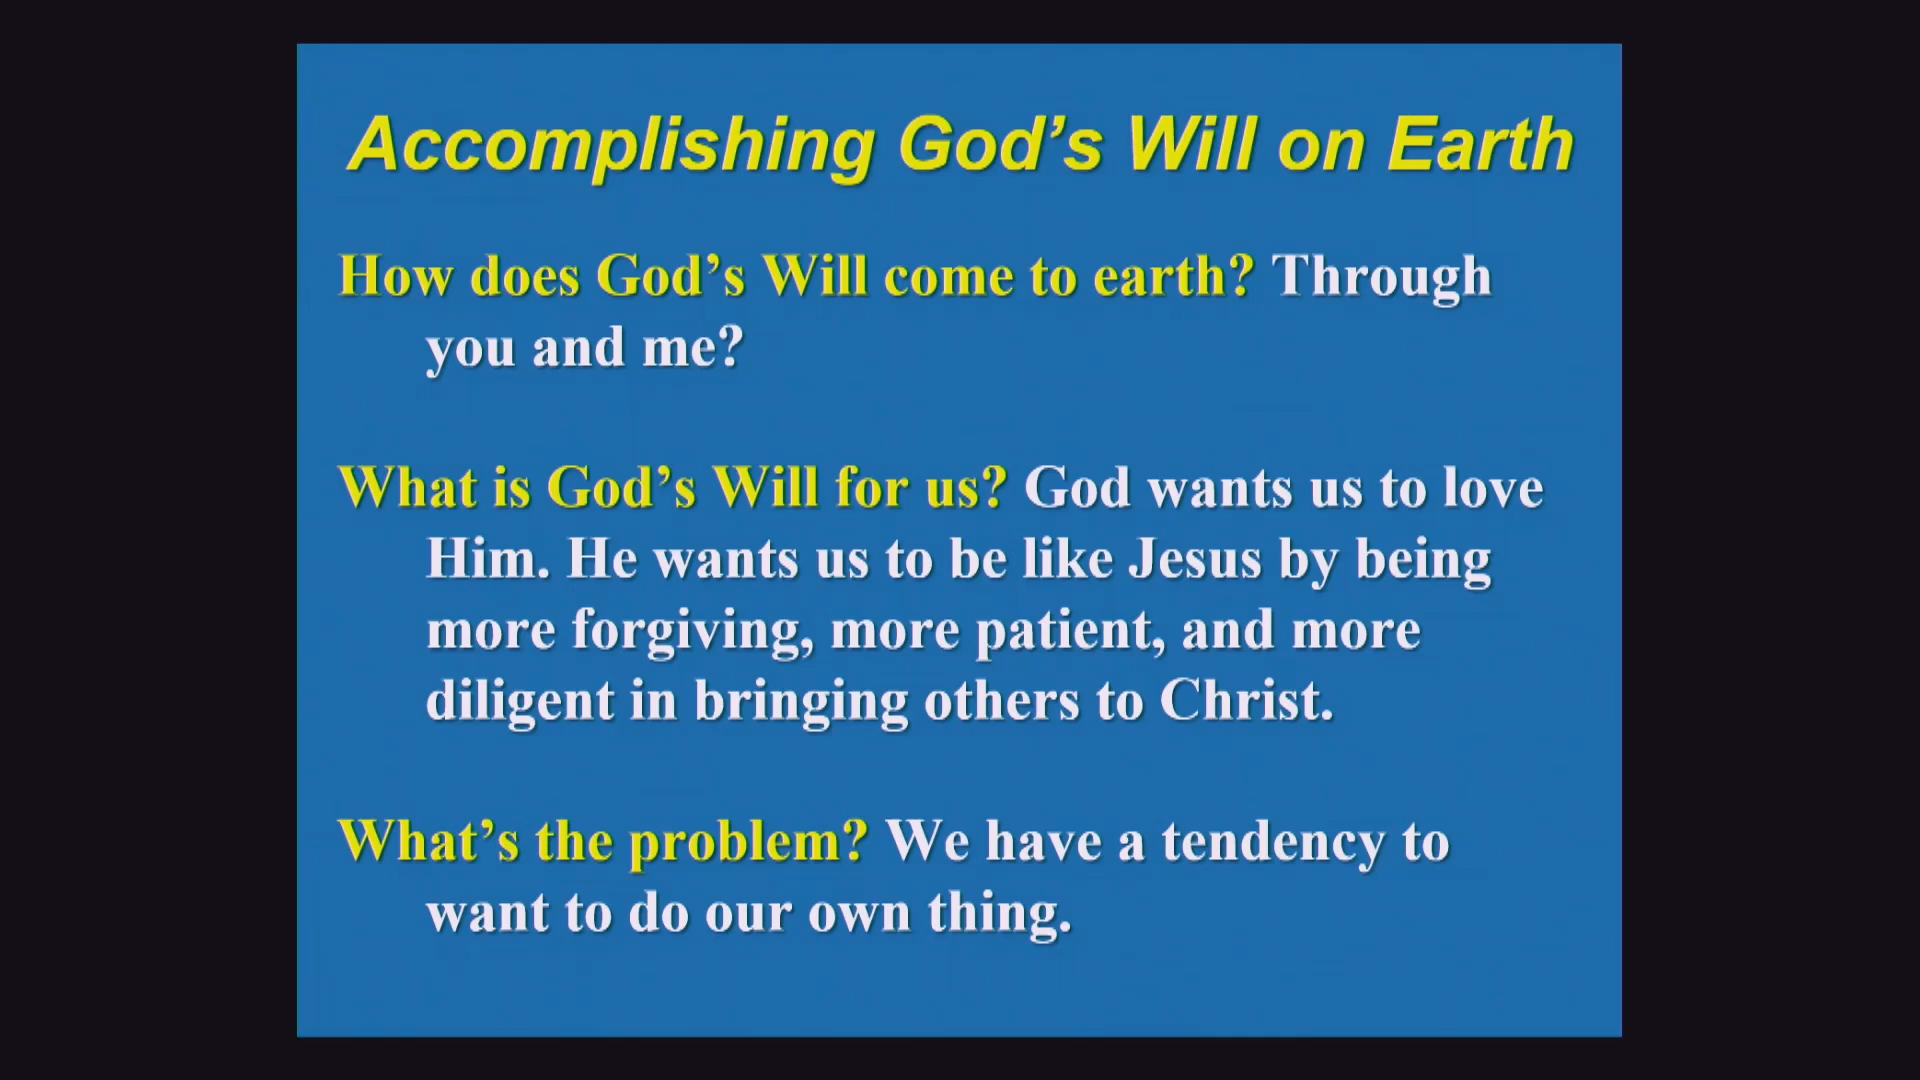 Accomplishing God’s Will on Earth
How does God’s Will come to earth? Through
you and me?
What is God’s Will for us? God wants us to love
Him. He wants us to be like Jesus by being
more forgiving, more patient, and more
diligent in bringing others to Christ.
What’s the problem? We have a tendency to
want to do our own thing.